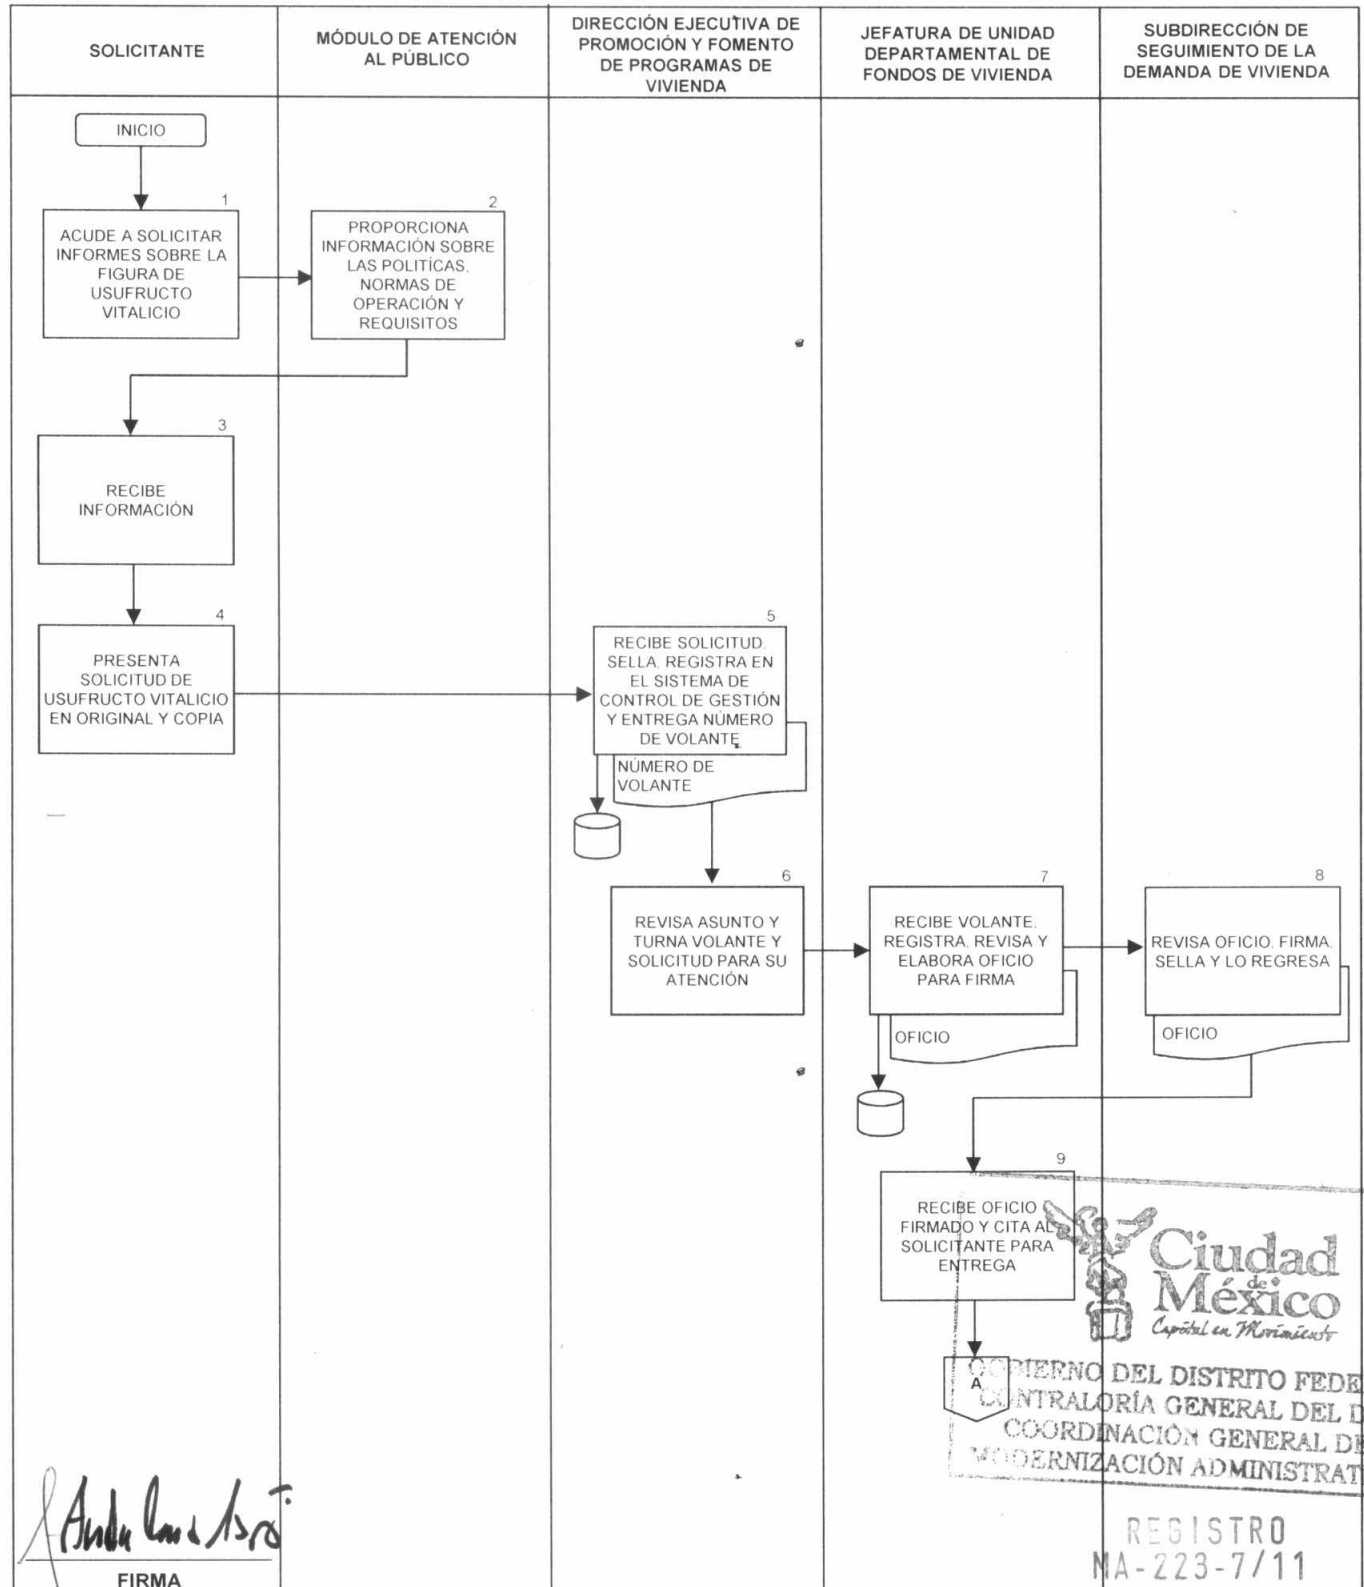 SOLICITANTE
MÓDULO DE ATENCIÓN
AL PÚBLICO
DIRECCIÓN EJECUTIVA DE
PROMOCIÓN Y FOMENTO
DE PROGRAMAS DE
VIVIENDA
JEFATURA DE UNIDAD
DEPARTAMENTAL DE
FONDOS DE VIVIENDA
SUBDIRECCIÓN DE
SEGUIMIENTO DE LA
DEMANDA DE VIVIENDA
INICIO
1
ACUDE A SOLICITAR
INFORMES SOBRE LA
FIGURA DE
USUFRUCTO
VITALICIO
2
PROPORCIONA
INFORMACIÓN SOBRE
LAS POLITÍCAS,
NORMAS DE
OPERACIÓN Y
REQUISITOS
3
RECIBE
INFORMACIÓN
4
PRESENTA
SOLICITUD DE
USUFRUCTO VITALICIO
EN ORIGINAL Y COPIA
5
RECIBE SOLICITUD,
SELLA, REGISTRA EN
EL SISTEMA DE
CONTROL DE GESTIÓN
Y ENTREGA NÚMERO
DE VOLANTE
NÚMERO DE
VOLANTE
6
REVISA ASUNTO Y
TURNA VOLANTE Y
SOLICITUD PARA SU
ATENCIÓN
7
RECIBE VOLANTE,
REGISTRA, REVISA Y
ELABORA OFICIO
PARA FIRMA
OFICIO
8
REVISA OFICIO, FIRMA,
SELLA Y LO REGRESA
OFICIO
9
RECIBE OFICIO
FIRMADO Y CITA AL
SOLICITANTE PARA
ENTREGA
A
Ciudad
de
México
Capital en Movimiento
GOBIERNO DEL DISTRITO FEDE
CONTRALORÍA GENERAL DEL D
COORDINACIÓN GENERAL DE
MODERNIZACIÓN ADMINISTRAT
REGISTRO
MA-223-7/11
FIRMA